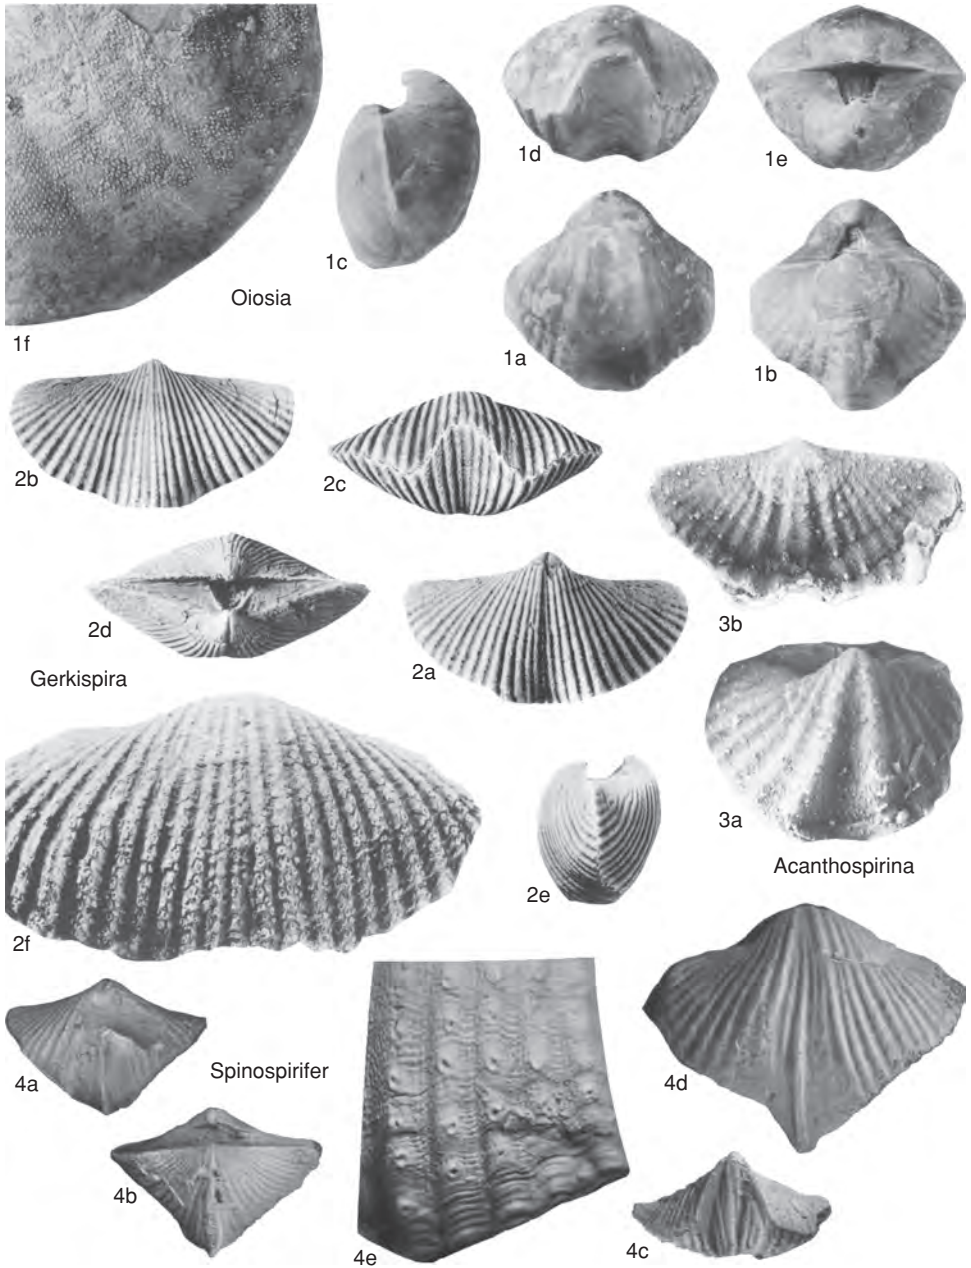 1d
1e
1c
Oiosia
1f
1a
1b
2b
2c
2d
3b
Gerkispira
2a
3a
2e
Acanthospirina
2f
4a
Spinospirifer
4d
4b
4e
4c